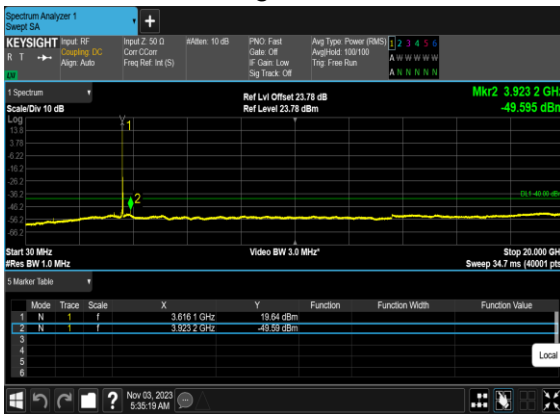 Spectrum Analyzer 1
Swept SA
+
KEYSIGHT Input: RF Input Z: 50 Ω #Atten: 10 dB PNO: Fast Avg Type: Power (RMS) 1 2 3 4 5 6
R T Coupling: DC Corr CCorr Gate: Off Avg|Hold: 100/100 A W W W W W
Align: Auto Freq Ref: Int (S) IF Gain: Low Trig: Free Run
Sig Track: Off A N N N N N
1 Spectrum Ref Lvl Offset 23.78 dB Mkr2 3.923 2 GHz
Scale/Div 10 dB Ref Level 23.78 dBm -49.595 dBm
Log
13.8
3.78
-6.22
-16.2
-26.2
-36.2
-46.2
-56.2
-66.2
1
2
DL1 -40.00 dBm
Start 30 MHz Video BW 3.0 MHz* Stop 20.000 GH
#Res BW 1.0 MHz Sweep 34.7 ms (40001 pts
5 Marker Table
Mode Trace Scale X Y Function Function Width Function Value
1 N 1 f 3.616 1 GHz 19.64 dBm
2 N 1 f 3.923 2 GHz -49.59 dBm
3
4
5
6
Local
? Nov 03, 2023
5:35:19 AM